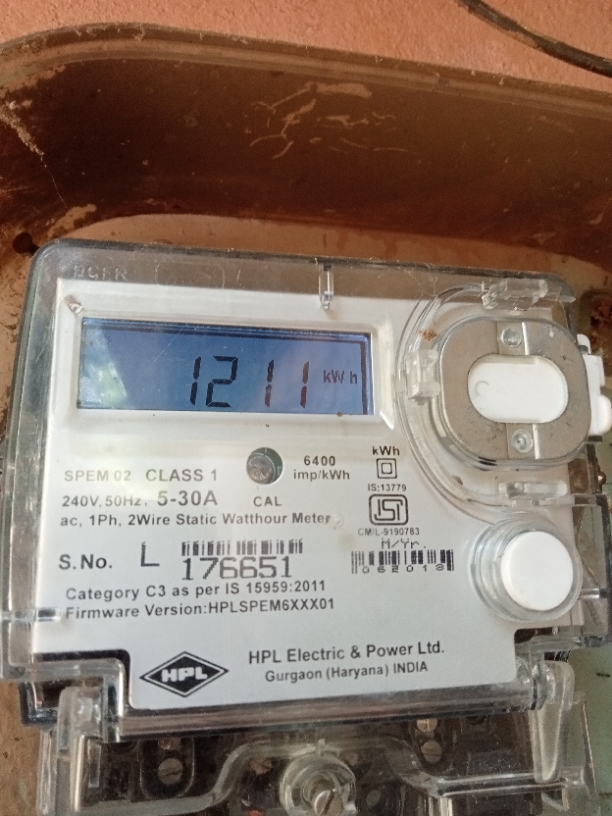 1211 kWh
6400
imp/kWh
kWh
IS:13779
SPEM 02 CLASS 1
240V, 50Hz, 5-30A CAL
ac, 1Ph, 2Wire Static Watthour Meter
CM/L-9190783
M/Yr.
062013
S.No. L 176651
Category C3 as per IS 15959:2011
Firmware Version:HPLSPEM6XXX01
HPL
HPL Electric & Power Ltd.
Gurgaon (Haryana) INDIA